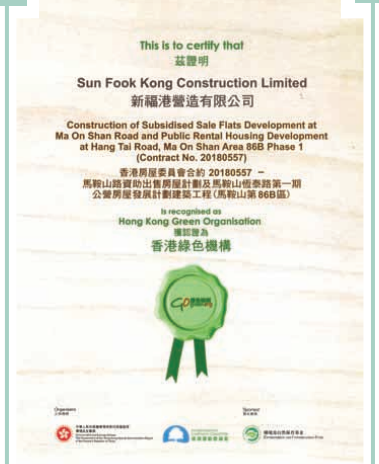 This is to certify that
茲證明
Sun Fook Kong Construction Limited
新福港營造有限公司
Construction of Subsidised Sale Flats Development at
Ma On Shan Road and Public Rental Housing Development
at Hang Tai Road, Ma On Shan Area 86B Phase 1
(Contract No. 20180557)
香港房屋委員會合約 20180557 –
馬鞍山路資助出售房屋計劃及馬鞍山恆泰路第一期
公營房屋發展計劃建築工程(馬鞍山第 86B區)
is recognised as
Hong Kong Green Organisation
獲認證為
香港綠色機構
Organisers
Sponsor